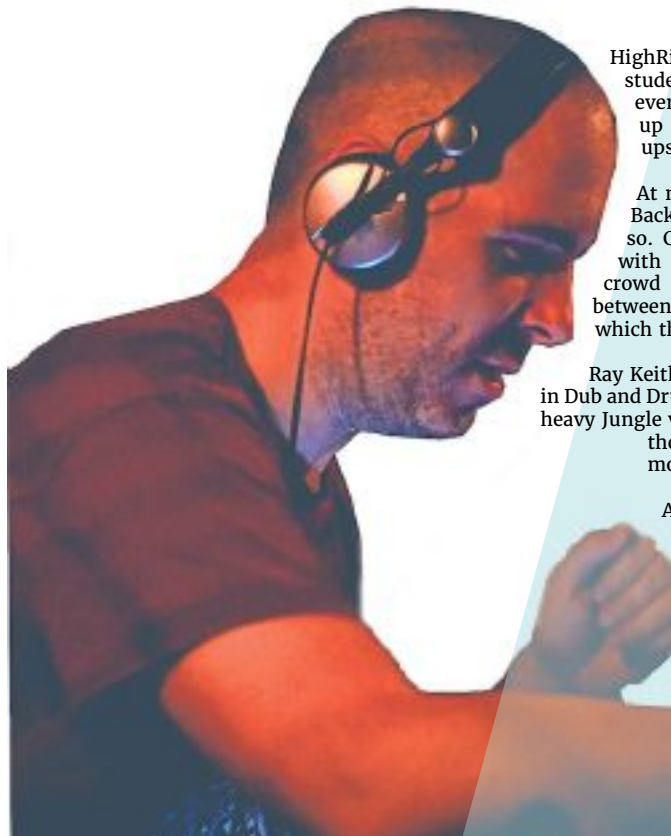 HighRi
stude
even
up
ups
At m
Back
so. C
with
crowd
between
which th
Ray Keith
in Dub and Dr
heavy Jungle v
the
mo
A